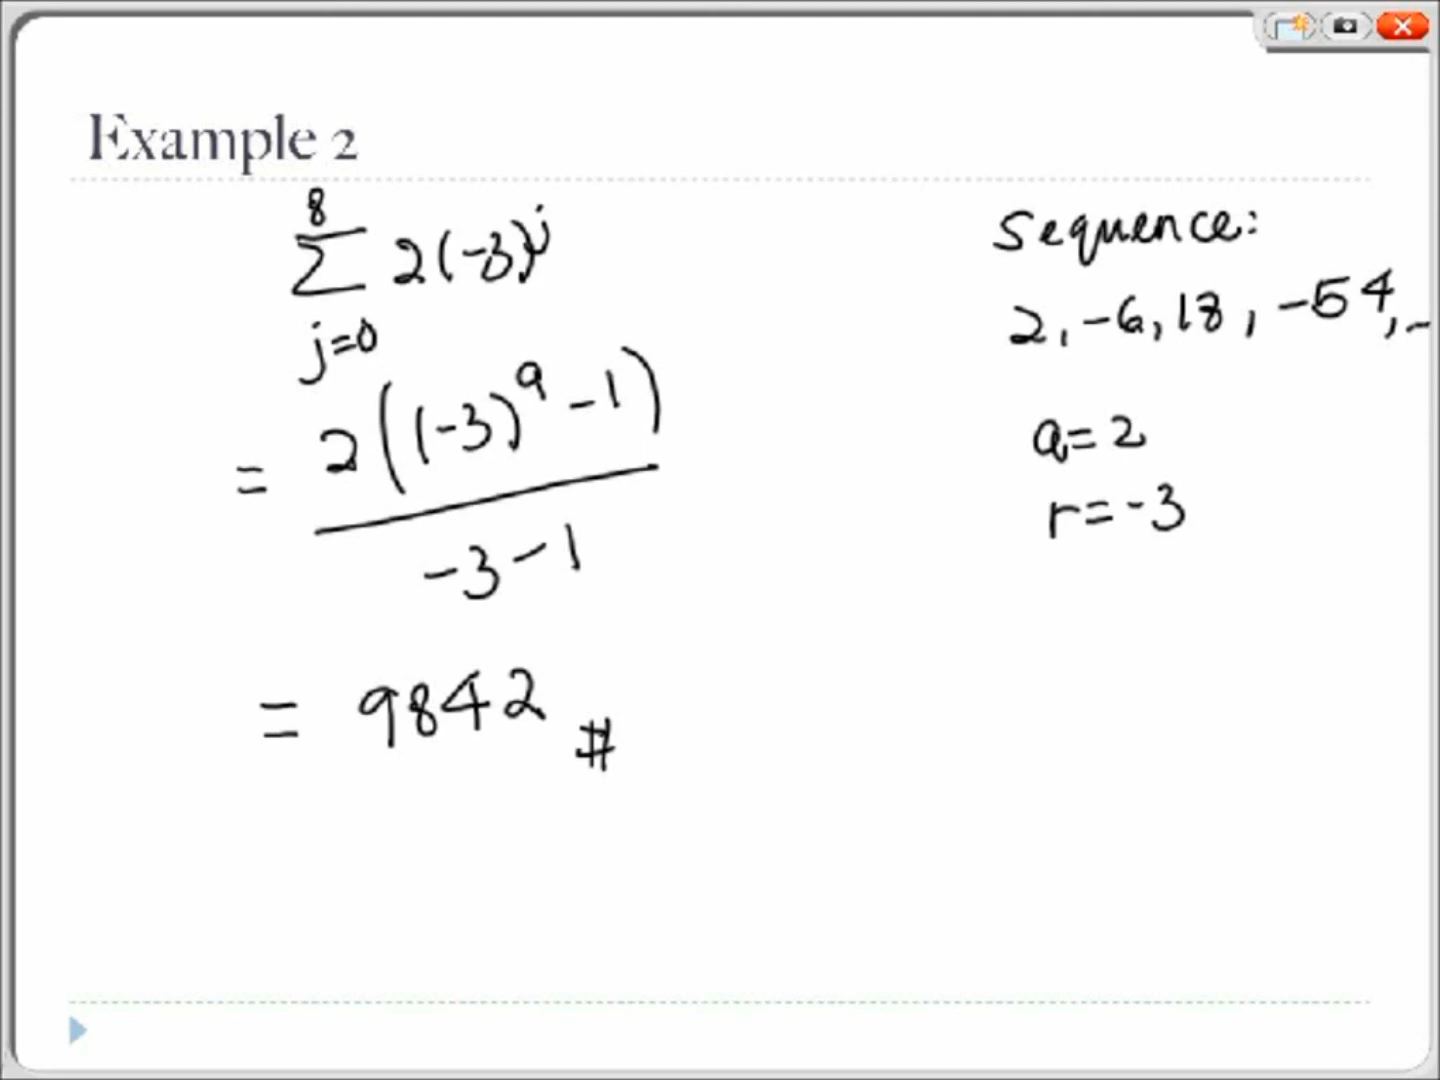 Example 2
8
∑ 2(-3)^j
j=0
= 2((-3)^9 - 1)
-3 - 1
= 9842 #
Sequence:
2, -6, 18, -54, ..
a=2
r=-3